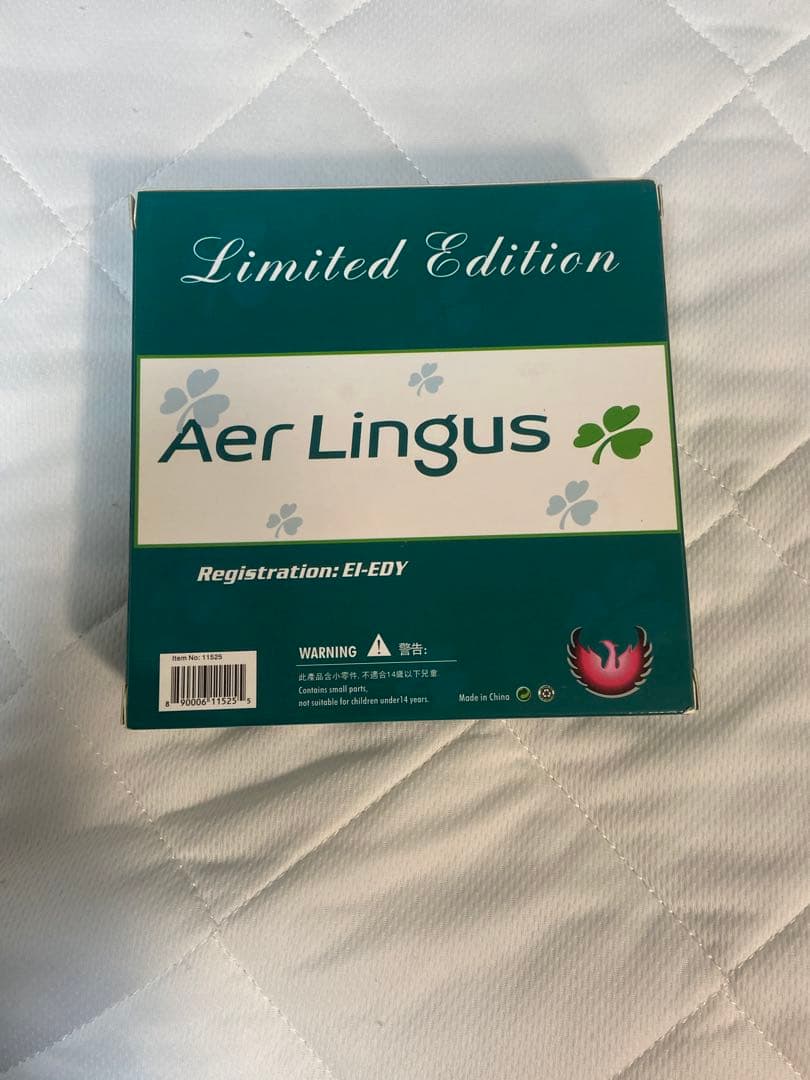 Limited Edition
Aer Lingus
Registration: EI-EDY
Item No: 11525
8 90006 11525 5
WARNING 警告:
此產品含小零件, 不適合14歲以下兒童
Contains small parts,
not suitable for children under14 years.
Made in China